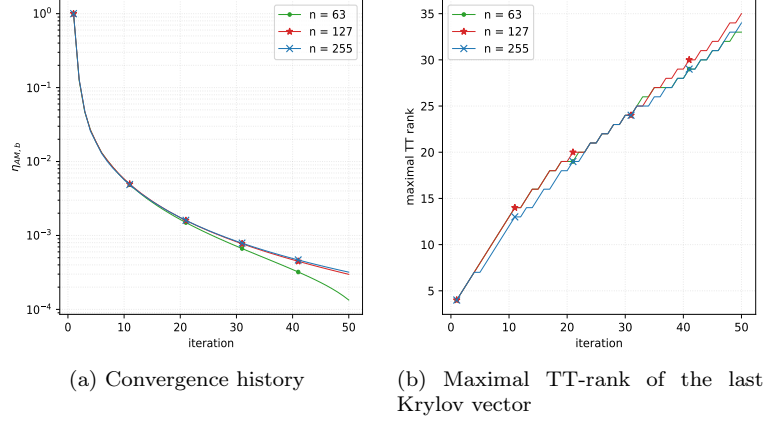 10⁰
10⁻¹
10⁻²
10⁻³
10⁻⁴
η_{AM,b}
0 10 20 30 40 50
iteration
n = 63
n = 127
n = 255
(a) Convergence history
35
30
25
20
15
10
5
maximal TT rank
0 10 20 30 40 50
iteration
n = 63
n = 127
n = 255
(b) Maximal TT-rank of the last
Krylov vector